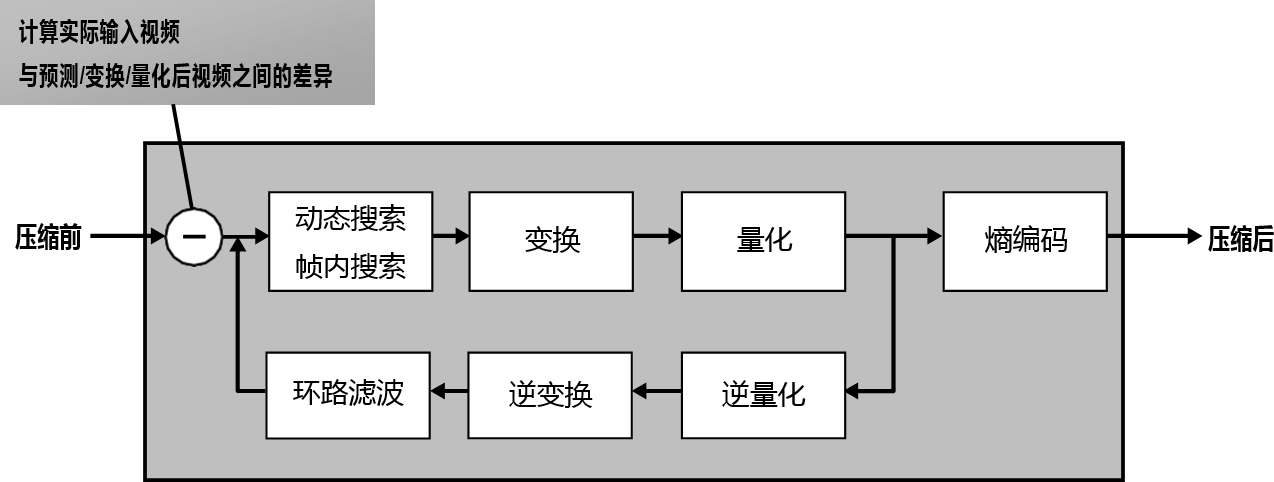 计算实际输入视频
与预测/变换/量化后视频之间的差异
压缩前
动态搜索
帧内搜索
变换
量化
熵编码
压缩后
环路滤波
逆变换
逆量化